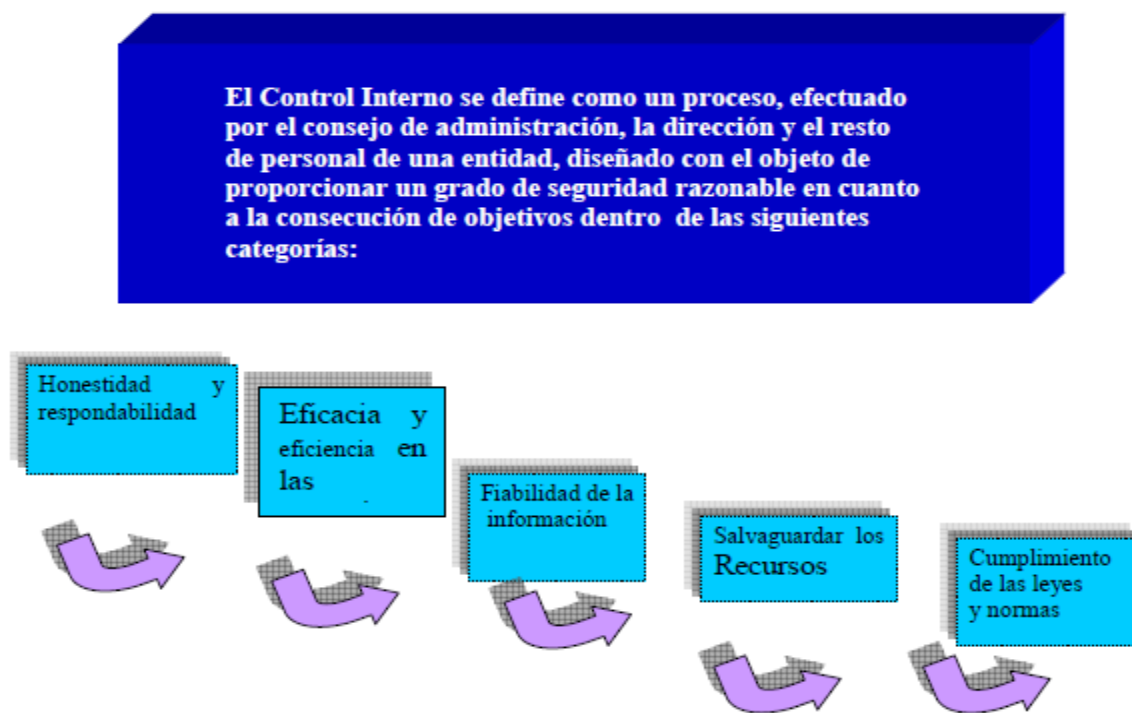 El Control Interno se define como un proceso, efectuado
por el consejo de administración, la dirección y el resto
de personal de una entidad, diseñado con el objeto de
proporcionar un grado de seguridad razonable en cuanto
a la consecución de objetivos dentro de las siguientes
categorías:
Honestidad y
respondabilidad
Eficacia y
eficiencia en
las
Fiabilidad de la
información
Salvaguardar los
Recursos
Cumplimiento
de las leyes
y normas